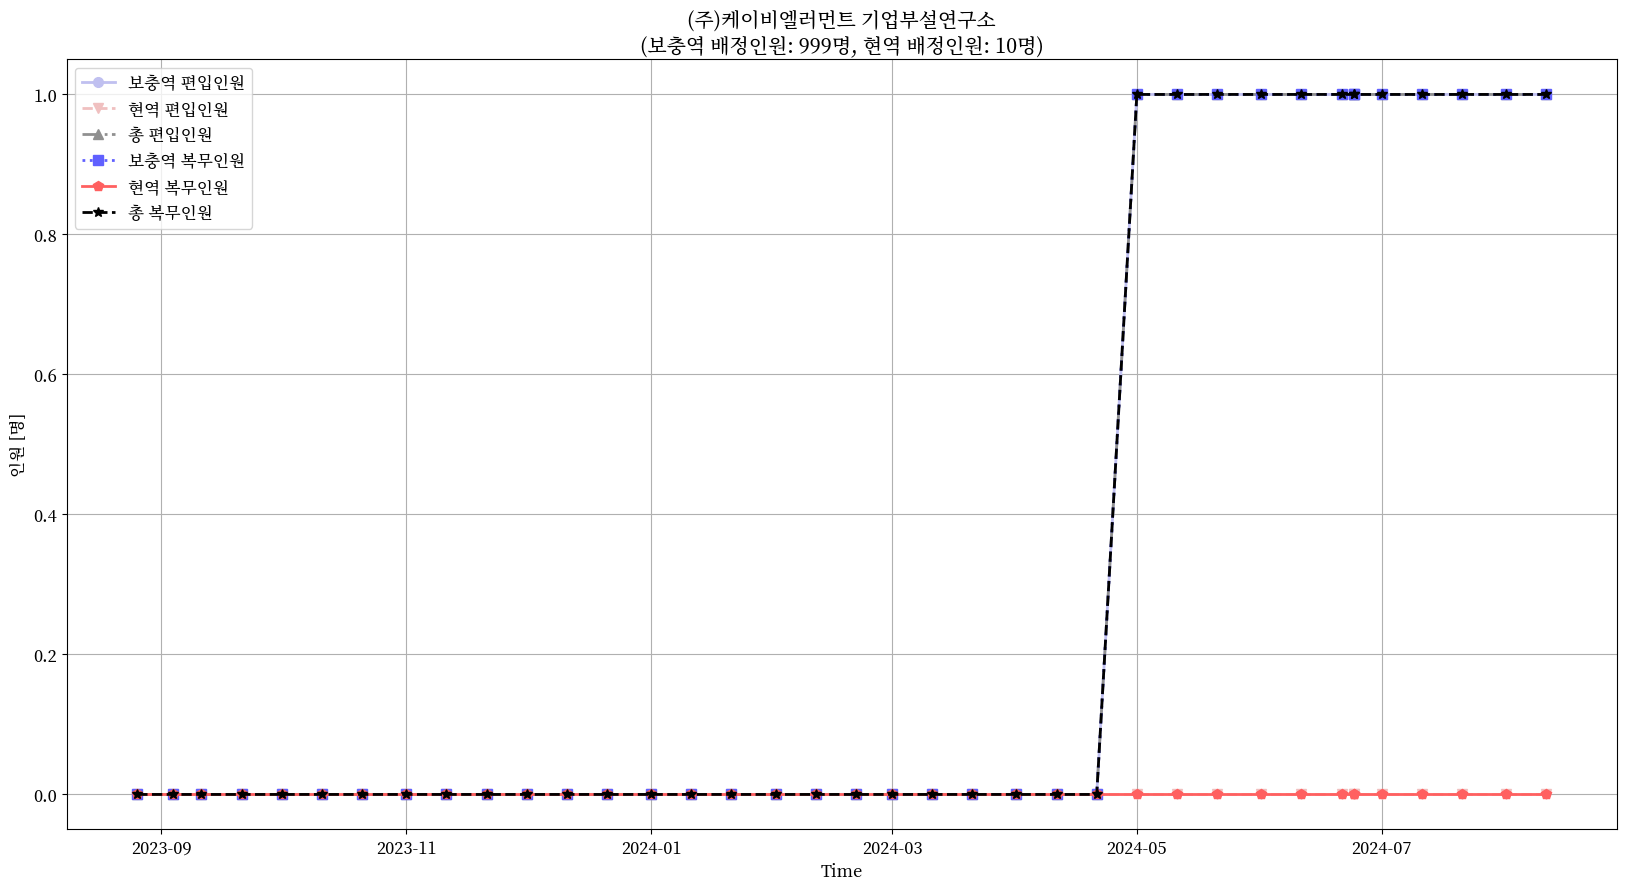 (주)케이비엘러먼트 기업부설연구소
(보충역 배정인원: 999명, 현역 배정인원: 10명)
보충역 편입인원
현역 편입인원
총 편입인원
보충역 복무인원
현역 복무인원
총 복무인원
1.0
0.8
0.6
0.4
0.2
0.0
인원 [명]
2023-09
2023-11
2024-01
2024-03
2024-05
2024-07
Time